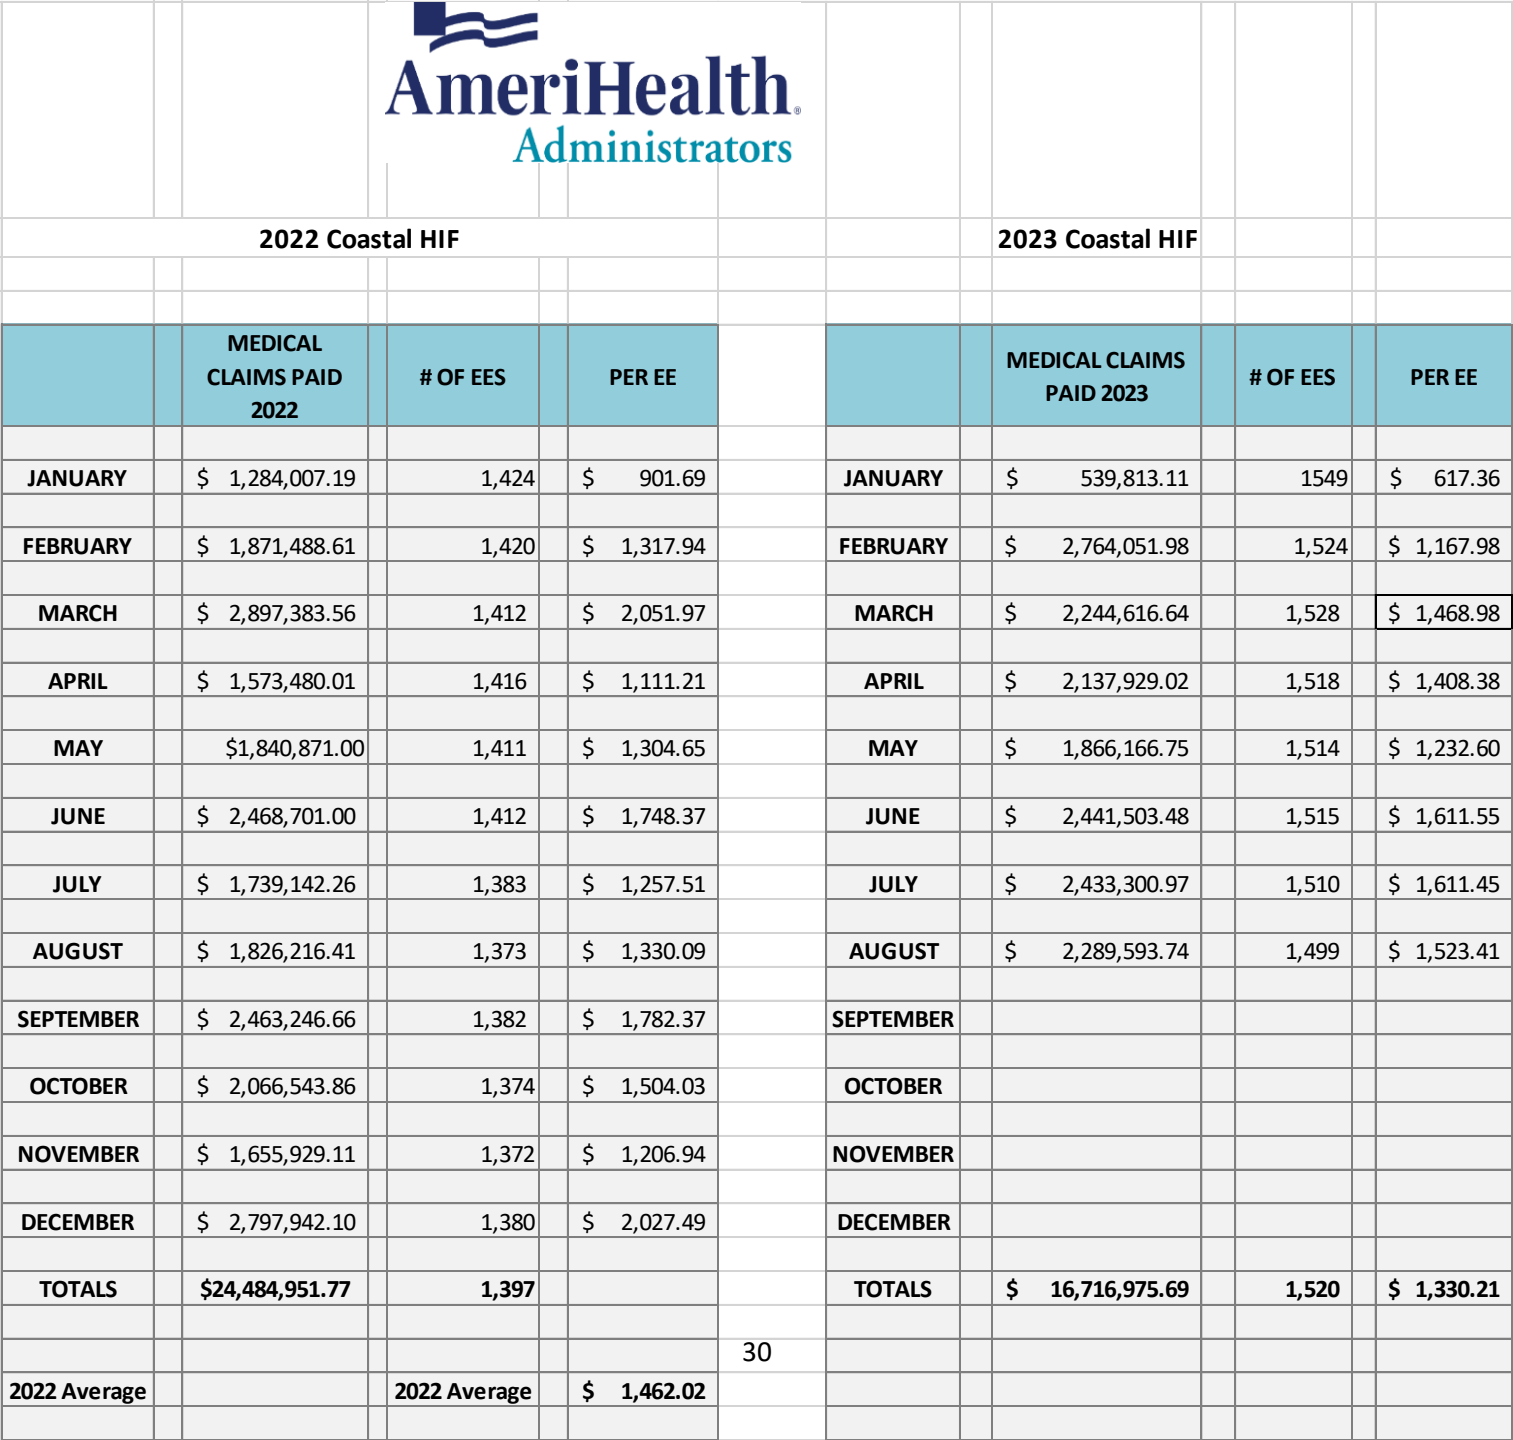 AmeriHealth®
Administrators
2022 Coastal HIF 2023 Coastal HIF
MEDICAL CLAIMS PAID 2022 # OF EES PER EE MEDICAL CLAIMS PAID 2023 # OF EES PER EE
JANUARY $ 1,284,007.19 1,424 $ 901.69 JANUARY $ 539,813.11 1549 $ 617.36
FEBRUARY $ 1,871,488.61 1,420 $ 1,317.94 FEBRUARY $ 2,764,051.98 1,524 $ 1,167.98
MARCH $ 2,897,383.56 1,412 $ 2,051.97 MARCH $ 2,244,616.64 1,528 $ 1,468.98
APRIL $ 1,573,480.01 1,416 $ 1,111.21 APRIL $ 2,137,929.02 1,518 $ 1,408.38
MAY $1,840,871.00 1,411 $ 1,304.65 MAY $ 1,866,166.75 1,514 $ 1,232.60
JUNE $ 2,468,701.00 1,412 $ 1,748.37 JUNE $ 2,441,503.48 1,515 $ 1,611.55
JULY $ 1,739,142.26 1,383 $ 1,257.51 JULY $ 2,433,300.97 1,510 $ 1,611.45
AUGUST $ 1,826,216.41 1,373 $ 1,330.09 AUGUST $ 2,289,593.74 1,499 $ 1,523.41
SEPTEMBER $ 2,463,246.66 1,382 $ 1,782.37 SEPTEMBER
OCTOBER $ 2,066,543.86 1,374 $ 1,504.03 OCTOBER
NOVEMBER $ 1,655,929.11 1,372 $ 1,206.94 NOVEMBER
DECEMBER $ 2,797,942.10 1,380 $ 2,027.49 DECEMBER
TOTALS $24,484,951.77 1,397 TOTALS $ 16,716,975.69 1,520 $ 1,330.21
30
2022 Average 2022 Average $ 1,462.02